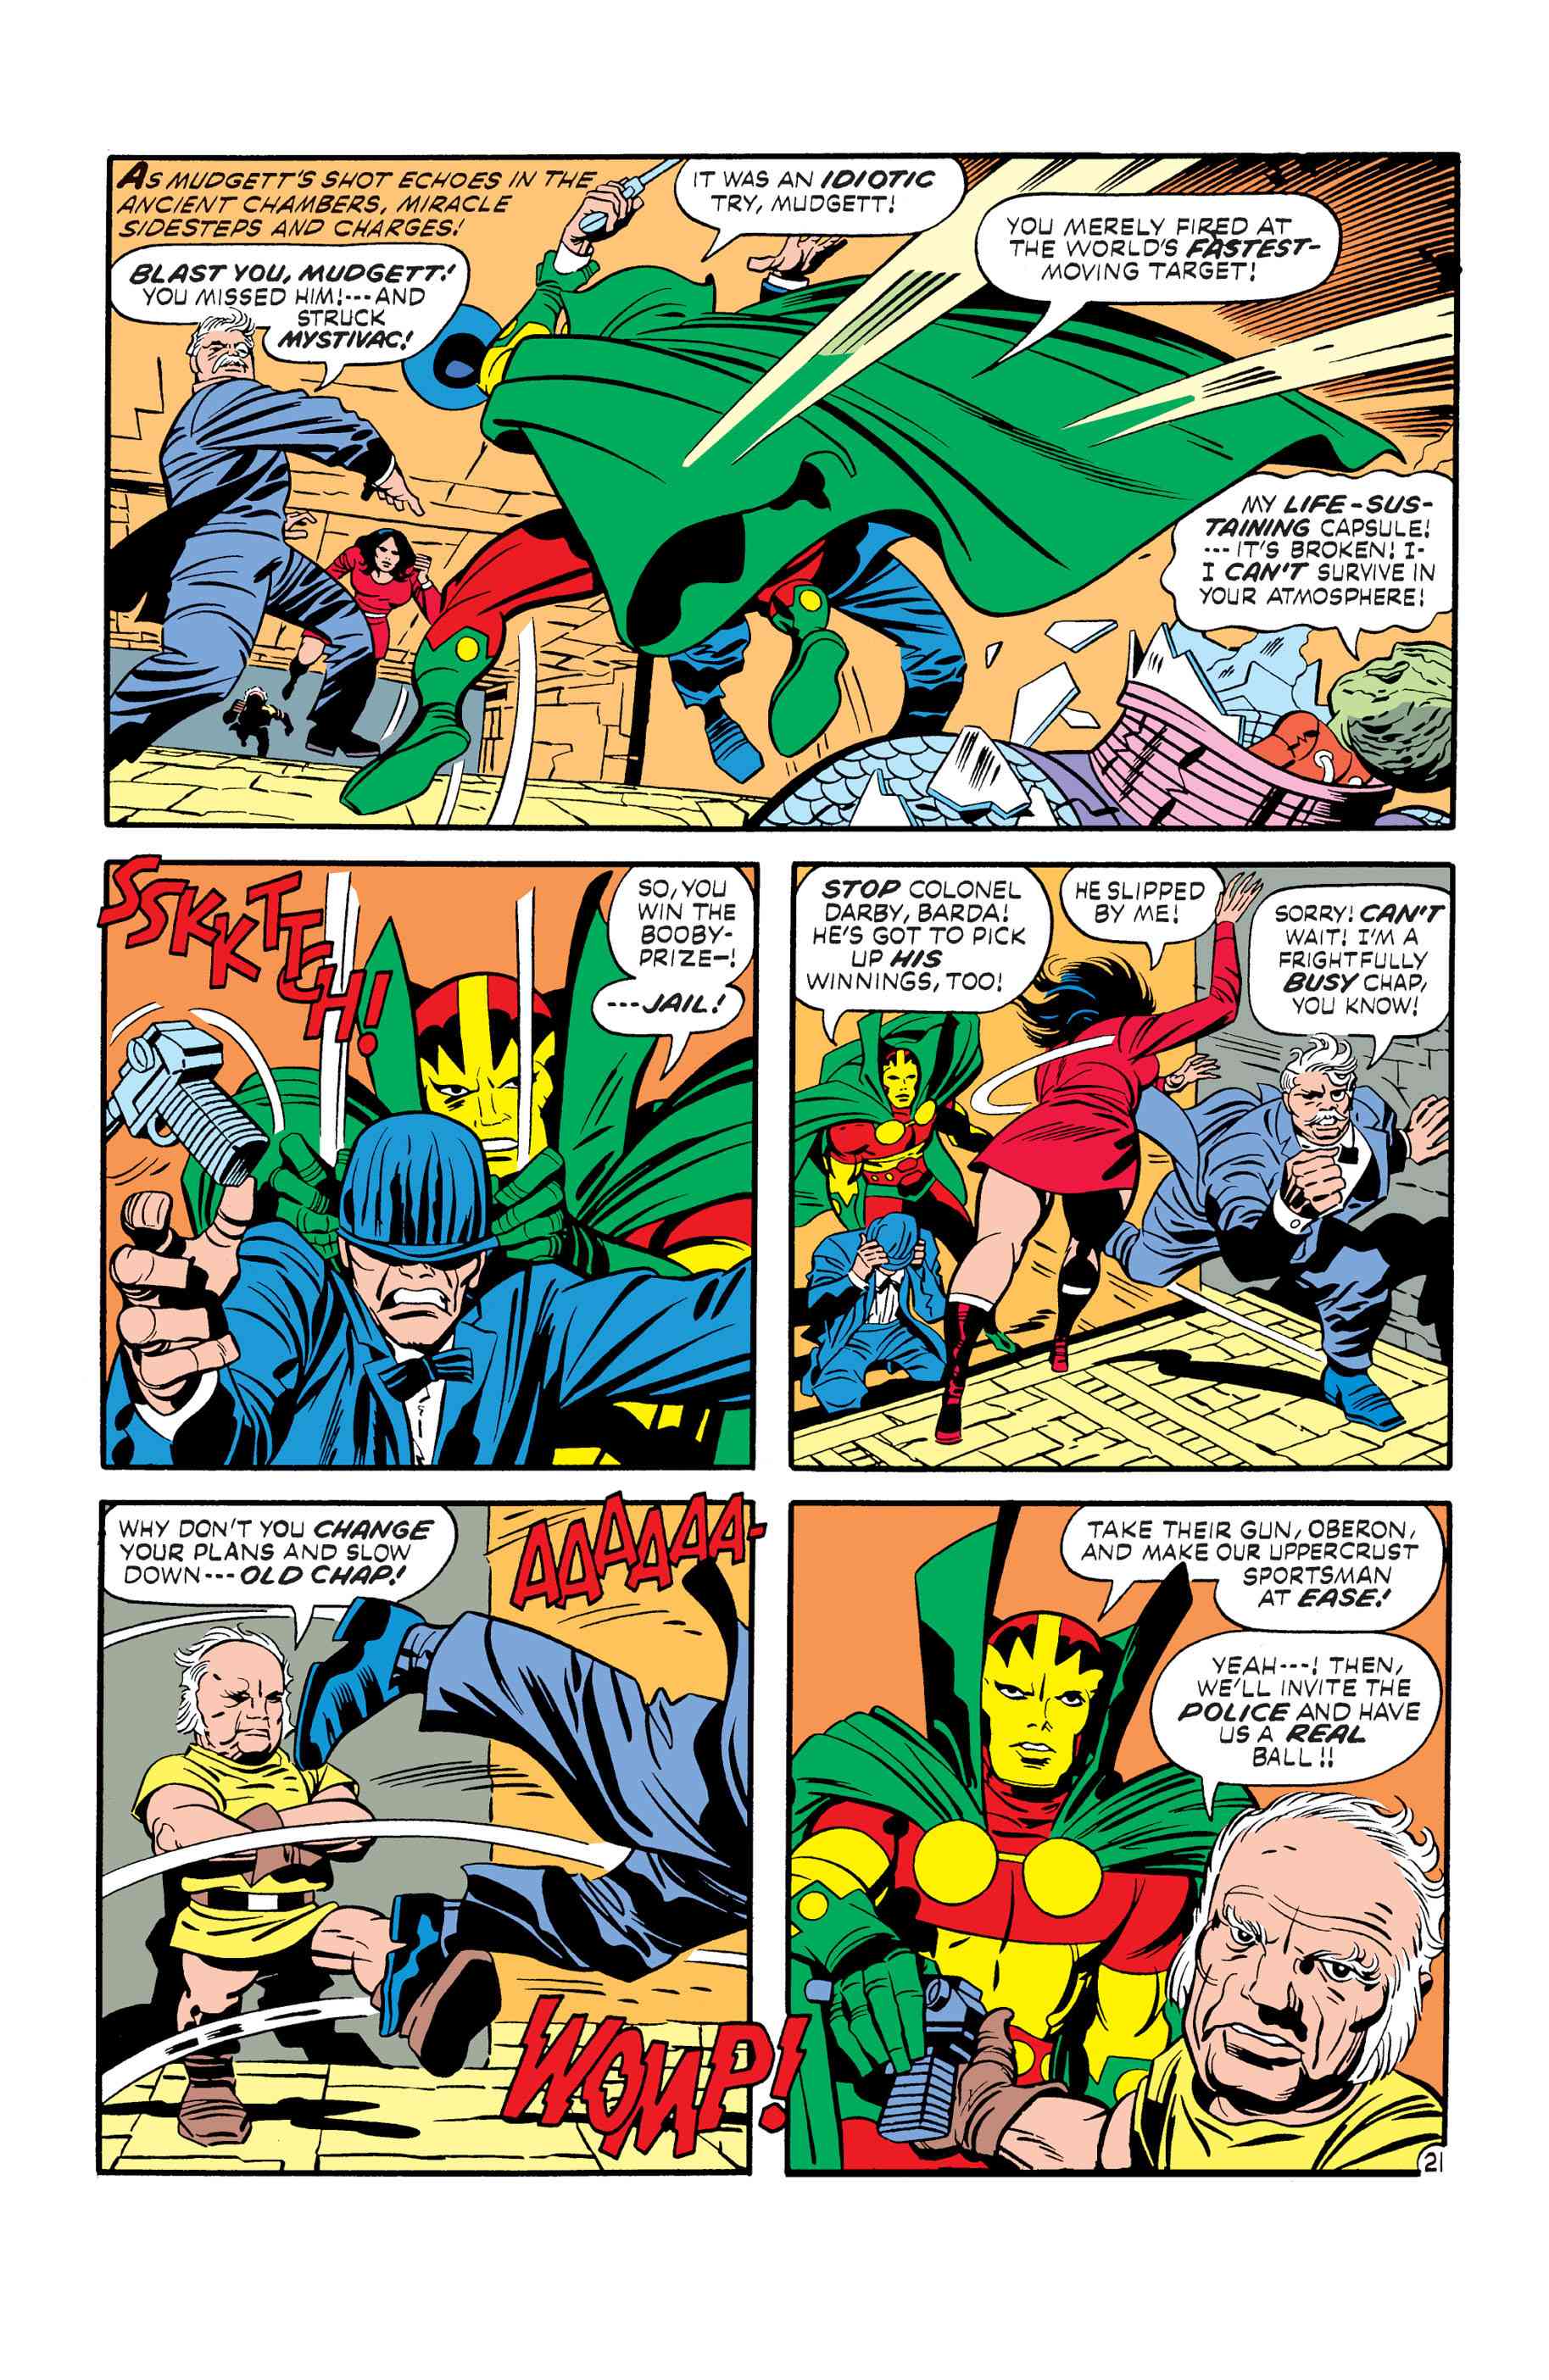 AS MUDGETT'S SHOT ECHOES IN THE
ANCIENT CHAMBERS, MIRACLE
SIDESTEPS AND CHARGES!
BLAST YOU, MUDGETT!
YOU MISSED HIM!---AND
STRUCK
MYSTIVAC!
IT WAS AN IDIOTIC
TRY, MUDGETT!
YOU MERELY FIRED AT
THE WORLD'S FASTEST-
MOVING TARGET!
MY LIFE-SUS-
TAINING CAPSULE!
---IT'S BROKEN! I-
I CAN'T SURVIVE IN
YOUR ATMOSPHERE!
SSKKTTCH!
SO, YOU
WIN THE
BOOBY-
PRIZE—!
---JAIL!
STOP COLONEL
DARBY, BARDA!
HE'S GOT TO PICK
UP HIS
WINNINGS, TOO!
HE SLIPPED
BY ME!
SORRY! CAN'T
WAIT! I'M A
FRIGHTFULLY
BUSY CHAP,
YOU KNOW!
WHY DON'T YOU CHANGE
YOUR PLANS AND SLOW
DOWN---OLD CHAP!
AAAAAA-
WOMP!
TAKE THEIR GUN, OBERON,
AND MAKE OUR UPPERCRUST
SPORTSMAN
AT EASE!
YEAH---! THEN,
WE'LL INVITE THE
POLICE AND HAVE
US A REAL
BALL!!
21